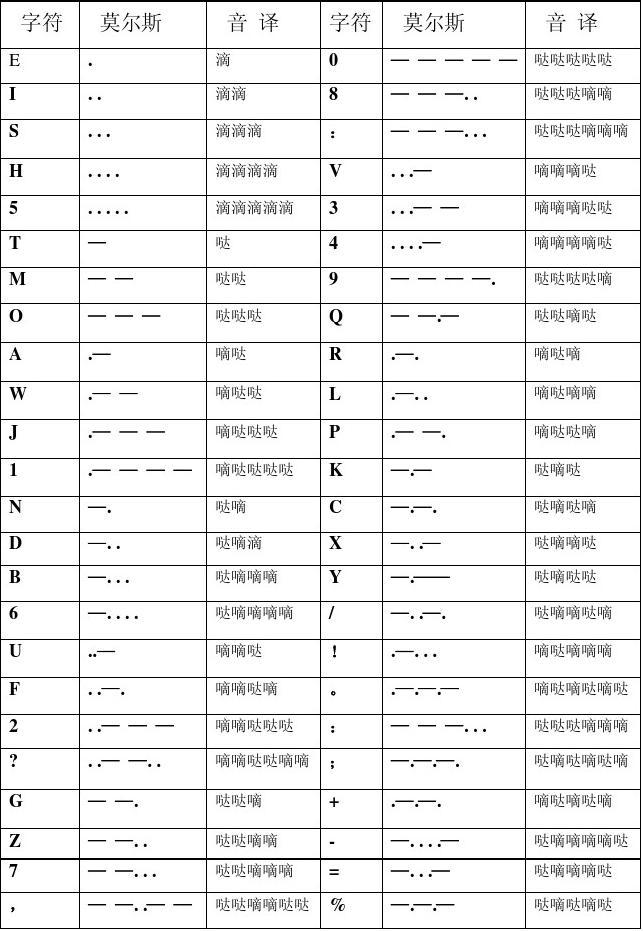 字符 莫尔斯 音 译 字符 莫尔斯 音 译
E . 滴 0 — — — — — 哒哒哒哒哒
I . . 滴滴 8 — — —. . 哒哒哒嘀嘀
S . . . 滴滴滴 : — — —. . . 哒哒哒嘀嘀嘀
H . . . . 滴滴滴滴 V . . .— 嘀嘀嘀哒
5 . . . . . 滴滴滴滴滴 3 . . .— — 嘀嘀嘀哒哒
T — 哒 4 . . . .— 嘀嘀嘀嘀哒
M — — 哒哒 9 — — — —. 哒哒哒哒嘀
O — — — 哒哒哒 Q — —.— 哒哒嘀哒
A .— 嘀哒 R .—. 嘀哒嘀
W .— — 嘀哒哒 L .—. . 嘀哒嘀嘀
J .— — — 嘀哒哒哒 P .— —. 嘀哒哒嘀
1 .— — — — 嘀哒哒哒哒 K —.— 哒嘀哒
N —. 哒嘀 C —.—. 哒嘀哒嘀
D —. . 哒嘀滴 X —. .— 哒嘀嘀哒
B —. . . 哒嘀嘀嘀 Y —.—— 哒嘀哒哒
6 —. . . . 哒嘀嘀嘀嘀 / —. .—. 哒嘀嘀哒嘀
U ..— 嘀嘀哒 ! .—. . . 嘀哒嘀嘀嘀
F . .—. 嘀嘀哒嘀 。 .—.—.— 嘀哒嘀哒嘀哒
2 . .— — — 嘀嘀哒哒哒 : — — —. . . 哒哒哒嘀嘀嘀
? . .— —. . 嘀嘀哒哒嘀嘀 ; —.—.—. 哒嘀哒嘀哒嘀
G — —. 哒哒嘀 + .—.—. 嘀哒嘀哒嘀
Z — —. . 哒哒嘀嘀 - —. . . .— 哒嘀嘀嘀嘀哒
7 — —. . . 哒哒嘀嘀嘀 = —. . .— 哒嘀嘀嘀哒
, — —. .— — 哒哒嘀嘀哒哒 % —.—.— 哒嘀哒嘀哒